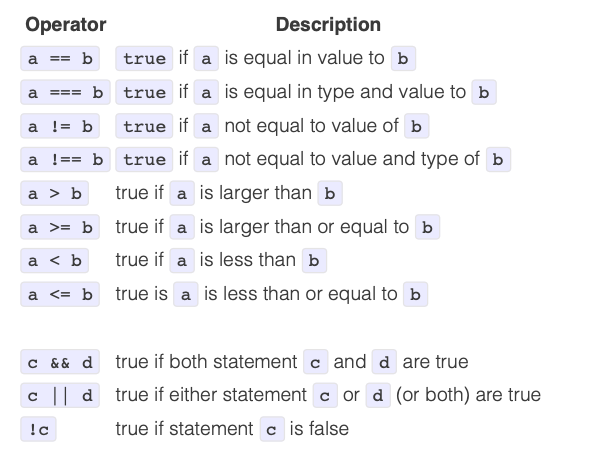 Operator Description
a == b true if a is equal in value to b
a === b true if a is equal in type and value to b
a != b true if a not equal to value of b
a !== b true if a not equal to value and type of b
a > b true if a is larger than b
a >= b true if a is larger than or equal to b
a < b true if a is less than b
a <= b true is a is less than or equal to b
c && d true if both statement c and d are true
c || d true if either statement c or d (or both) are true
!c true if statement c is false